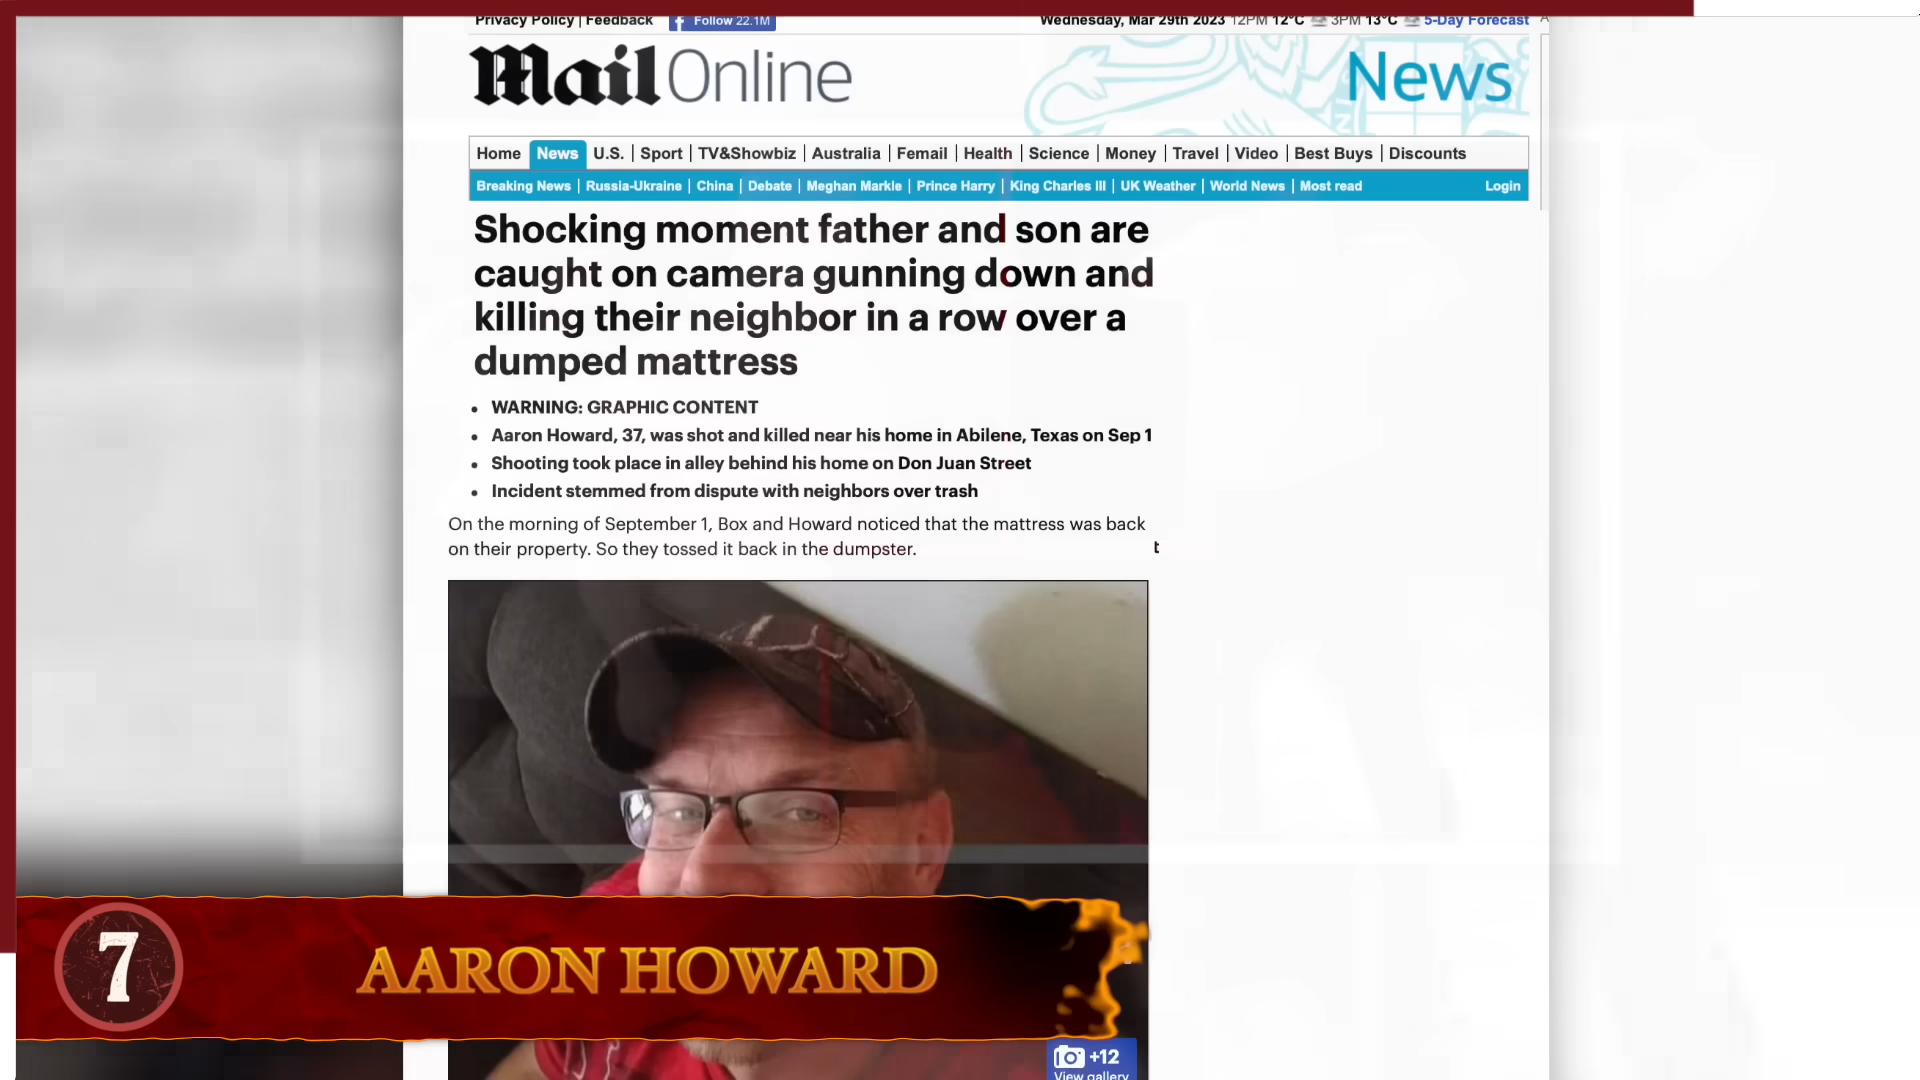 Privacy Policy | Feedback
Follow 22.1M
Wednesday, Mar 29th 2023 12PM 12°C 3PM 13°C 5-Day Forecast
Mail Online
News
Home News U.S. | Sport | TV&Showbiz | Australia | Femail | Health | Science | Money | Travel | Video | Best Buys | Discounts
Breaking News | Russia-Ukraine | China | Debate | Meghan Markle | Prince Harry | King Charles III | UK Weather | World News | Most read
Login
Shocking moment father and son are
caught on camera gunning down and
killing their neighbor in a row over a
dumped mattress
• WARNING: GRAPHIC CONTENT
• Aaron Howard, 37, was shot and killed near his home in Abilene, Texas on Sep 1
• Shooting took place in alley behind his home on Don Juan Street
• Incident stemmed from dispute with neighbors over trash
On the morning of September 1, Box and Howard noticed that the mattress was back
on their property. So they tossed it back in the dumpster.
t
7
AARON HOWARD
+12
View gallery